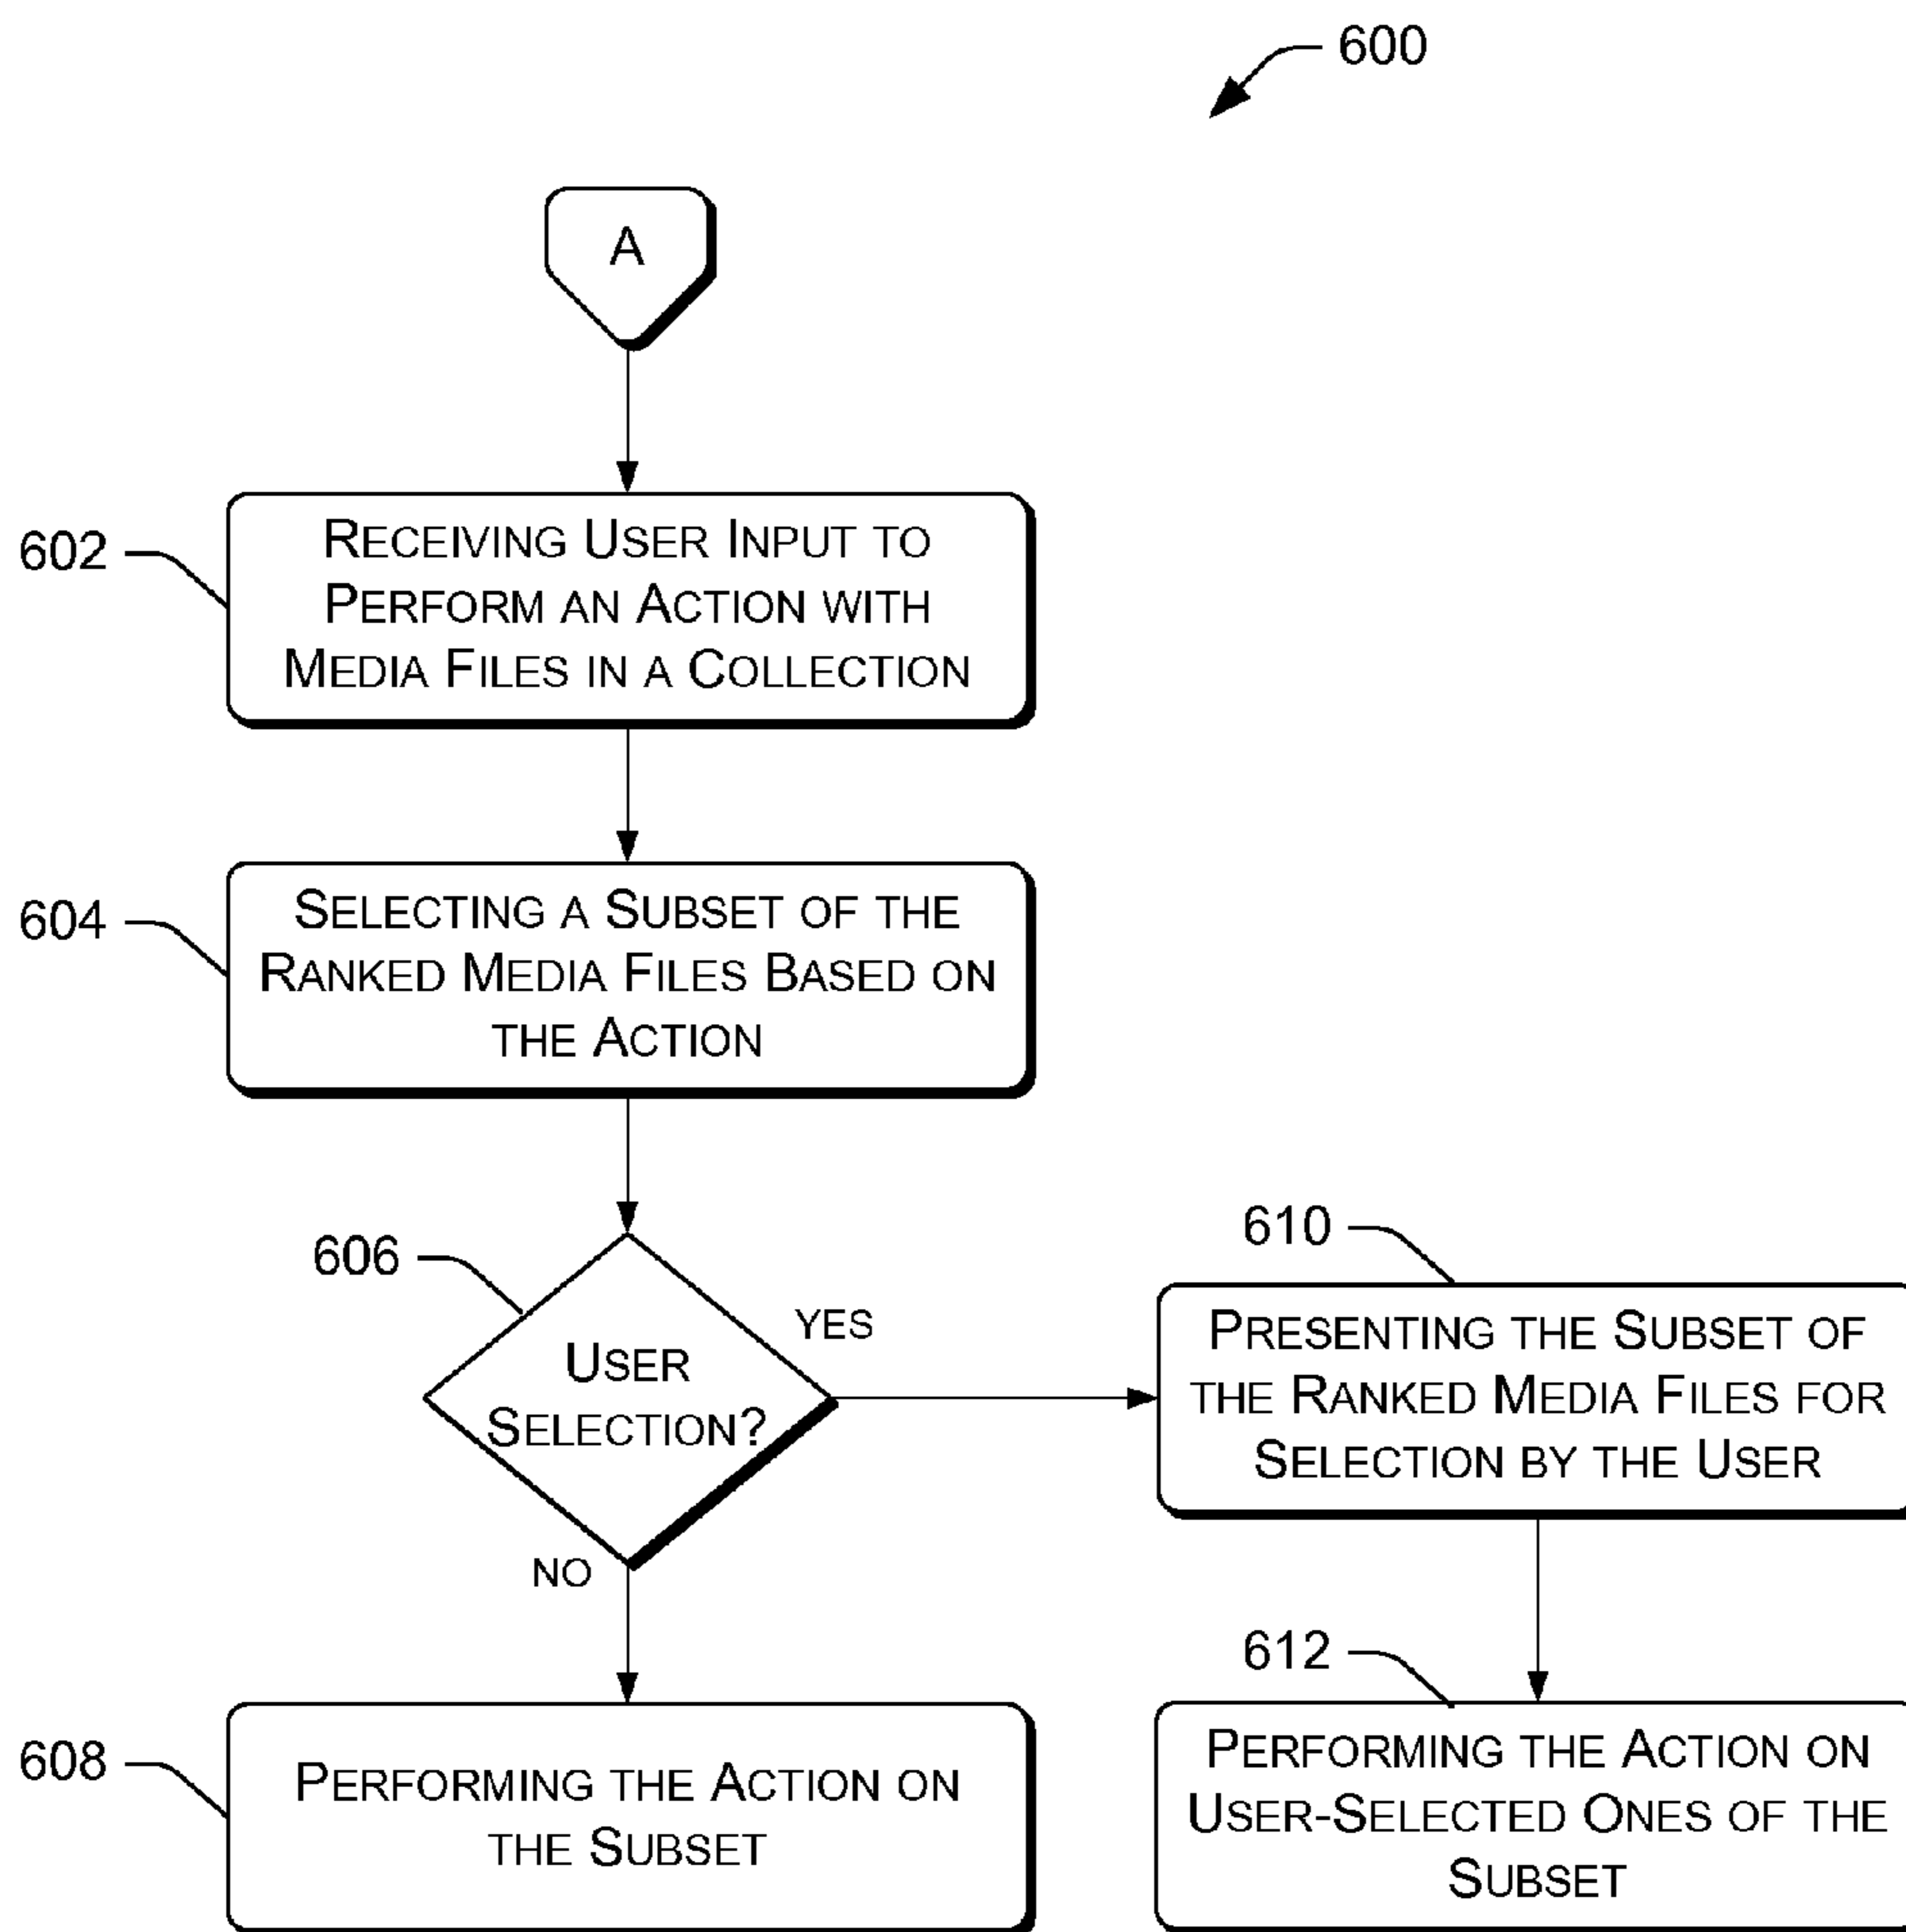 600
A
602
RECEIVING USER INPUT TO
PERFORM AN ACTION WITH
MEDIA FILES IN A COLLECTION
604
SELECTING A SUBSET OF THE
RANKED MEDIA FILES BASED ON
THE ACTION
606
USER
SELECTION?
YES
NO
610
PRESENTING THE SUBSET OF
THE RANKED MEDIA FILES FOR
SELECTION BY THE USER
608
PERFORMING THE ACTION ON
THE SUBSET
612
PERFORMING THE ACTION ON
USER-SELECTED ONES OF THE
SUBSET